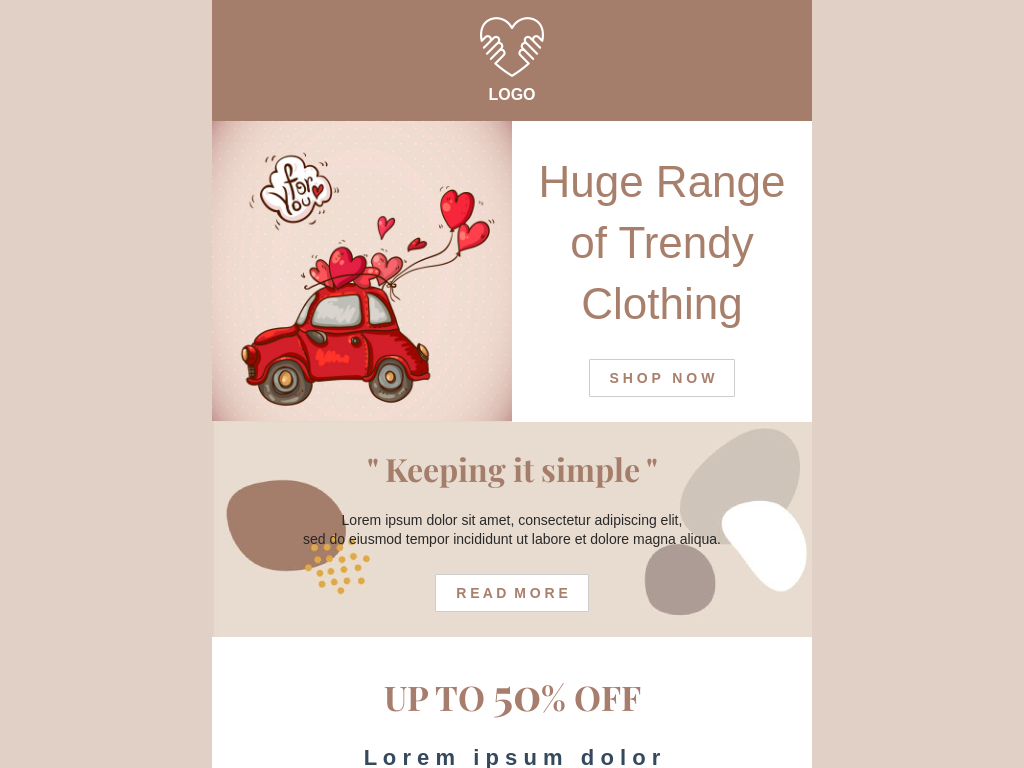 LOGO
for
You
Huge Range
of Trendy
Clothing
SHOP NOW
" Keeping it simple "
Lorem ipsum dolor sit amet, consectetur adipiscing elit,
sed do eiusmod tempor incididunt ut labore et dolore magna aliqua.
READ MORE
UP TO 50% OFF
Lorem ipsum dolor